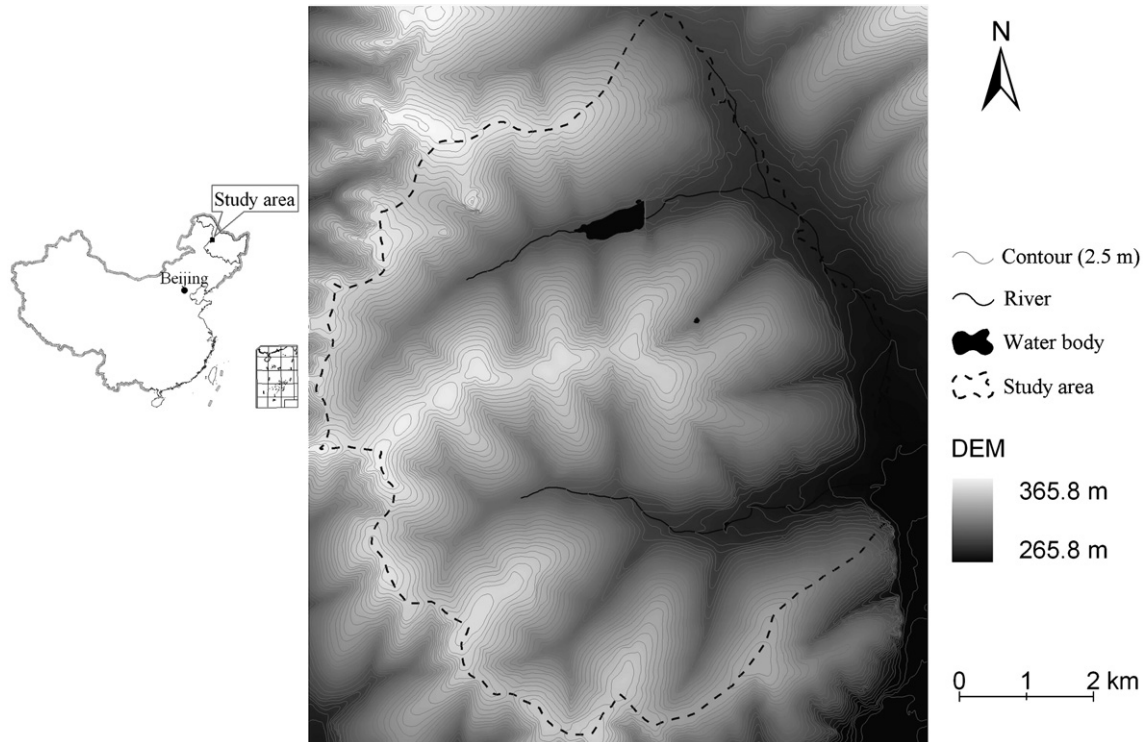 Study area
Beijing
N
Contour (2.5 m)
River
Water body
Study area
DEM
365.8 m
265.8 m
0 1 2 km